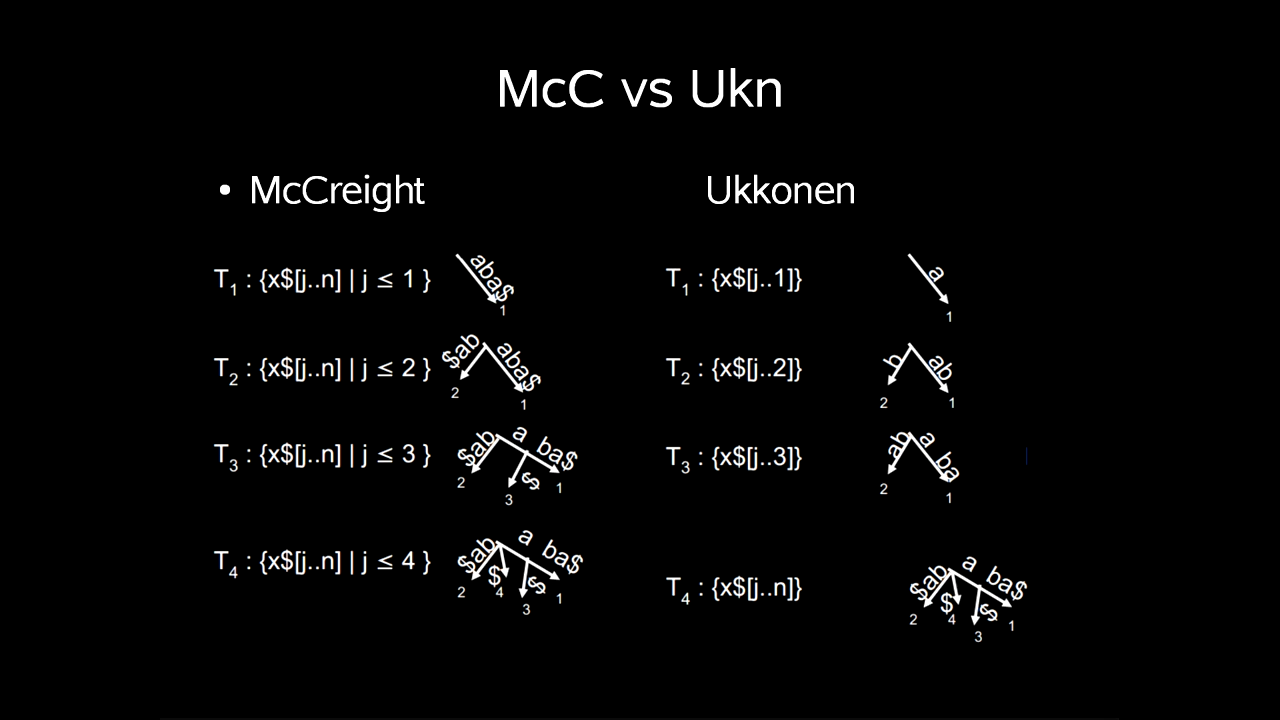 McC vs Ukn
• McCreight
Ukkonen
T1 : {x$[j..n] | j ≤ 1 }
aba$
1
T1 : {x$[j..1]}
a
1
T2 : {x$[j..n] | j ≤ 2 }
$ab
aba$
2
1
T2 : {x$[j..2]}
b
ab
2
1
T3 : {x$[j..n] | j ≤ 3 }
$ab
a
ba$
$
2
3
1
T3 : {x$[j..3]}
ab
a
ba
2
1
T4 : {x$[j..n] | j ≤ 4 }
$ab
a
ba$
$
$
2
4
3
1
T4 : {x$[j..n]}
$ab
a
ba$
$
$
2
4
3
1